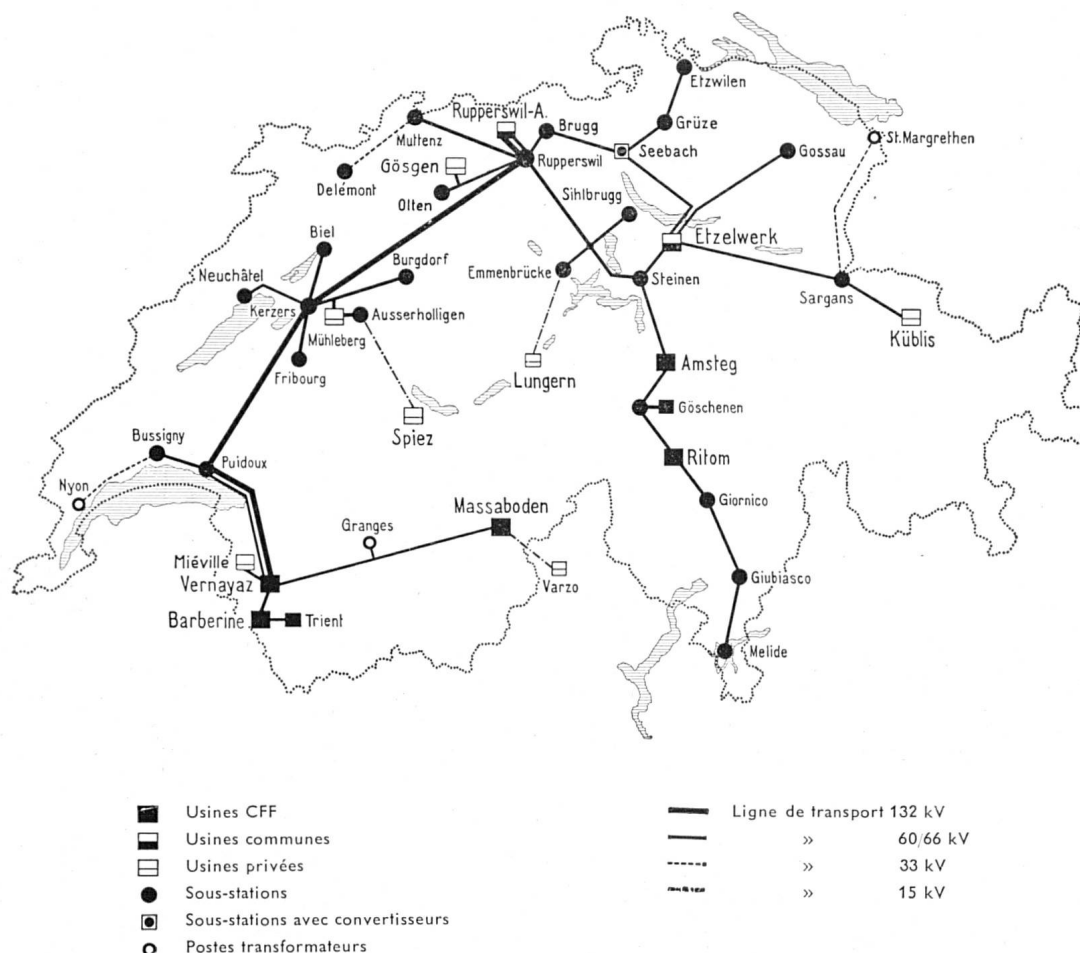 Etzwilen
Rupperswil-A.
Brugg
Grüze
Muttenz
Seebach
Gossau
St. Margrethen
Gösgen
Rupperswil
Delémont
Olten
Sihlbrugg
Biel
Etzelwerk
Neuchâtel
Burgdorf
Emmenbrücke
Steinen
Sargans
Kerzers
Ausserholligen
Mühleberg
Küblis
Fribourg
Lungern
Amsteg
Göschenen
Spiez
Bussigny
Puidoux
Ritom
Nyon
Giornico
Massaboden
Granges
Miéville
Vernayaz
Varzo
Giubiasco
Barberine
Trient
Melide
Usines CFF
Usines communes
Usines privées
Sous-stations
Sous-stations avec convertisseurs
Postes transformateurs
Ligne de transport 132 kV
» 60/66 kV
» 33 kV
» 15 kV